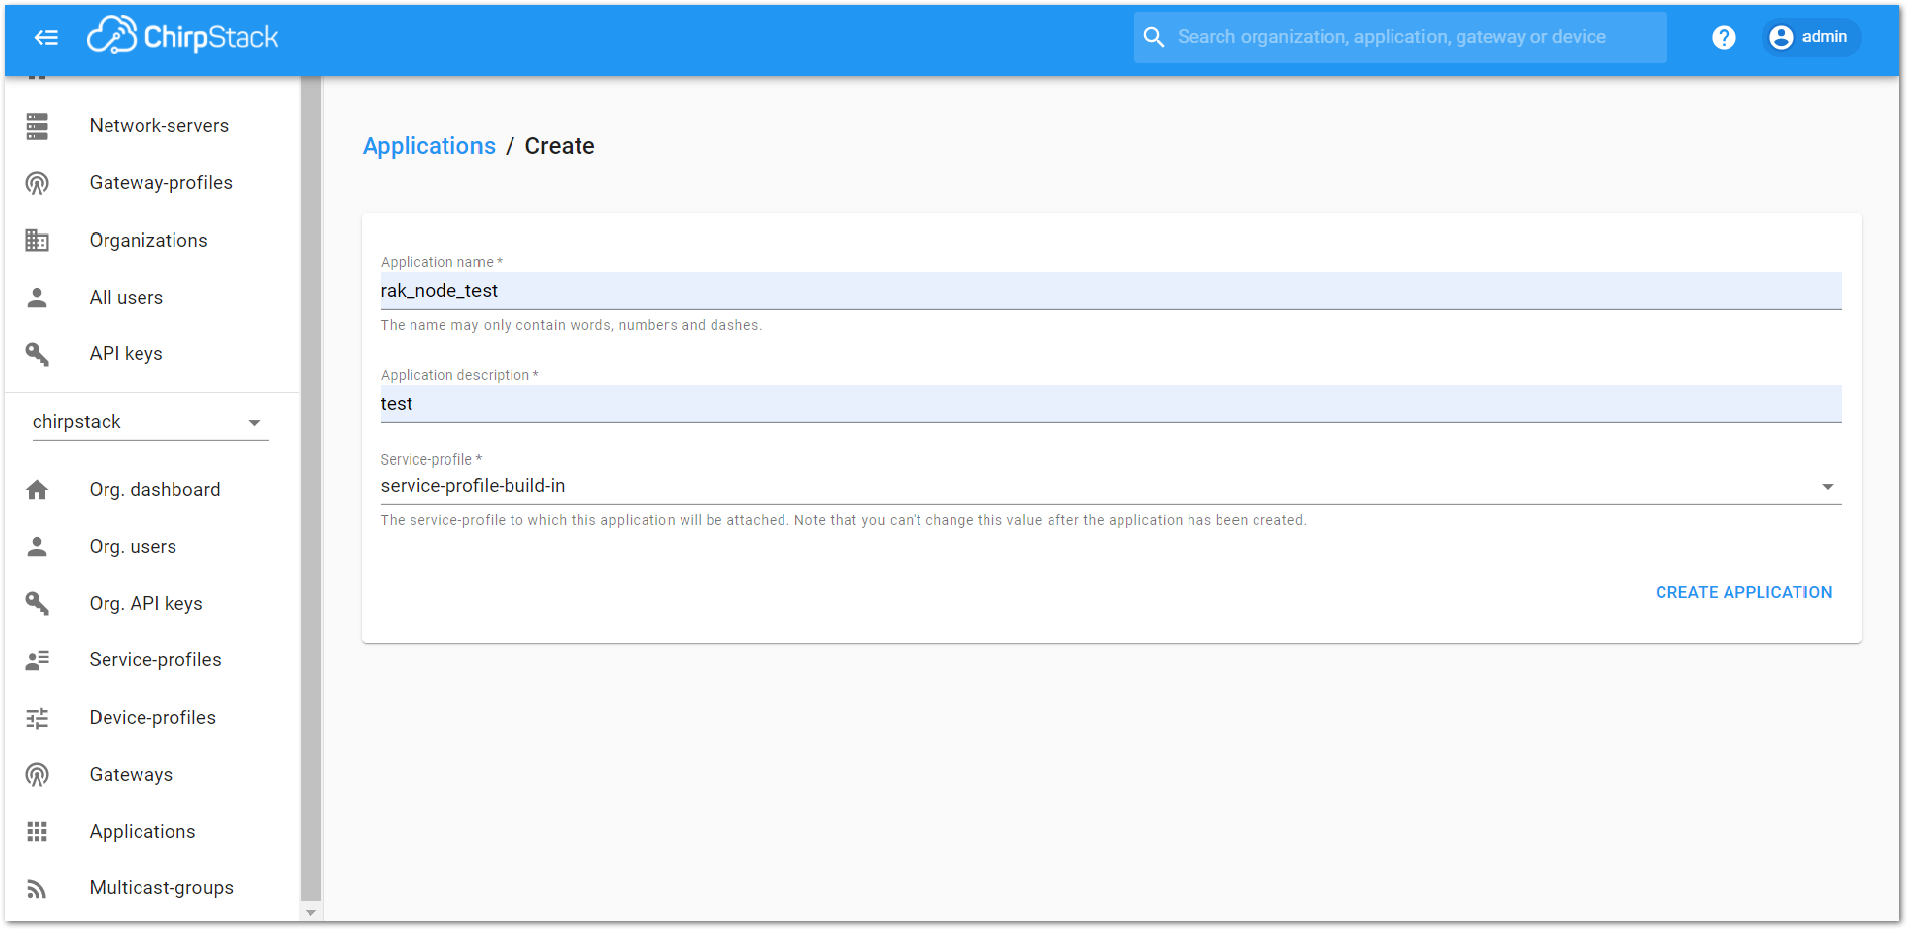 ChirpStack
Search organization, application, gateway or device
?
admin
Network-servers
Gateway-profiles
Organizations
All users
API keys
chirpstack
Org. dashboard
Org. users
Org. API keys
Service-profiles
Device-profiles
Gateways
Applications
Multicast-groups
Applications / Create
Application name *
rak_node_test
The name may only contain words, numbers and dashes.
Application description *
test
Service-profile *
service-profile-build-in
The service-profile to which this application will be attached. Note that you can't change this value after the application has been created.
CREATE APPLICATION